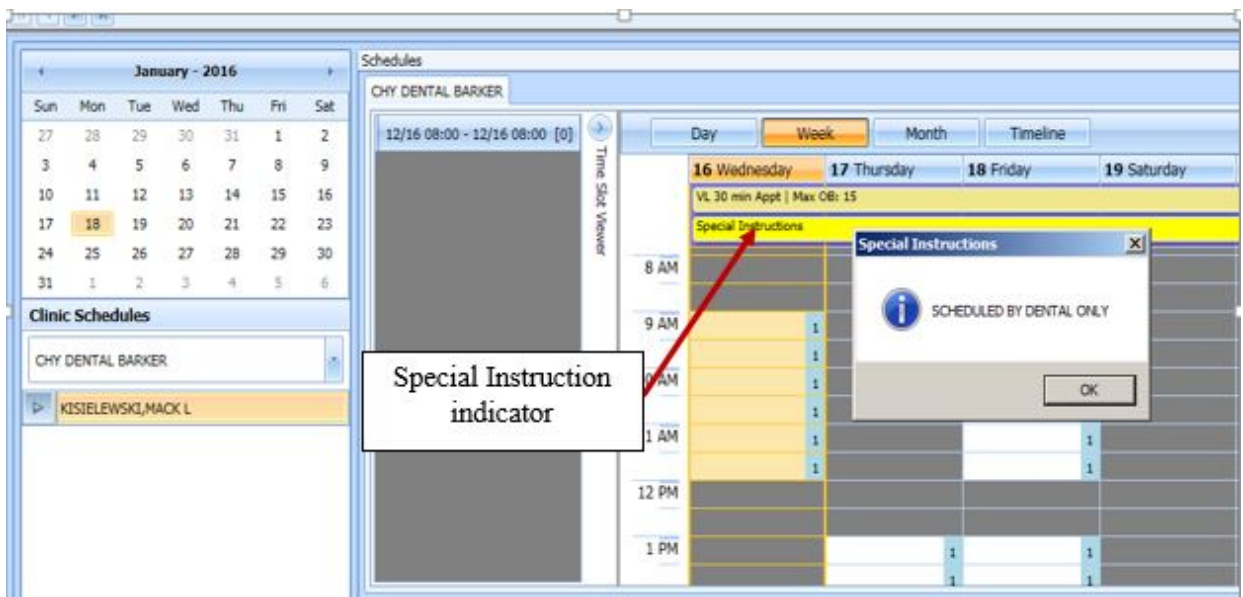 January - 2016
Sun Mon Tue Wed Thu Fri Sat
27 28 29 30 31 1 2
3 4 5 6 7 8 9
10 11 12 13 14 15 16
17 18 19 20 21 22 23
24 25 26 27 28 29 30
31 1 2 3 4 5 6
Clinic Schedules
CHY DENTAL BARKER
KISIELEWSKI,MACK L
Schedules
CHY DENTAL BARKER
12/16 08:00 - 12/16 08:00 [0]
Time Slot Viewer
Day Week Month Timeline
16 Wednesday 17 Thursday 18 Friday 19 Saturday
VL 30 min Appt | Max OB: 15
Special Instructions
Special Instructions
SCHEDULED BY DENTAL ONLY
OK
Special Instruction
indicator
8 AM
9 AM 1
1
0 AM 1
1
1 AM 1 1
1 1
12 PM
1 PM 1 1
1 1